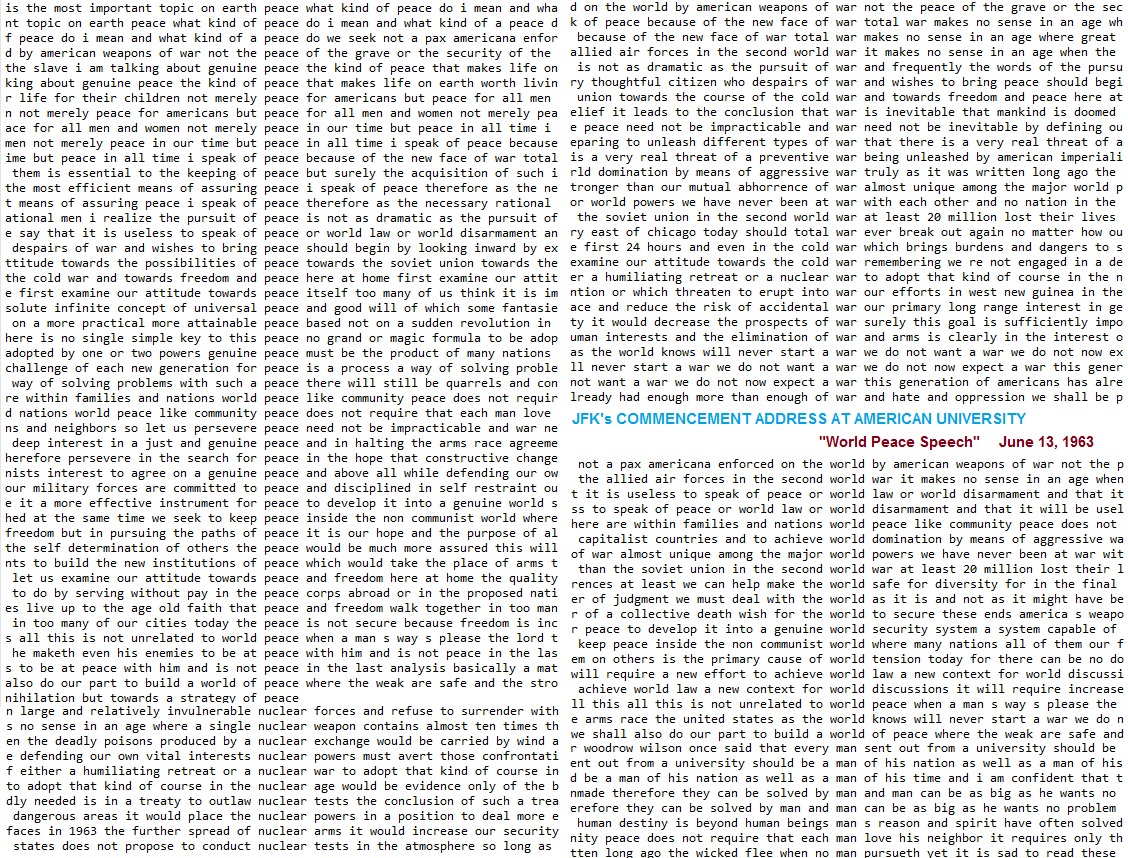 is the most important topic on earth peace what kind of peace do i mean and wha
nt topic on earth peace what kind of peace do i mean and what kind of a peace d
f peace do i mean and what kind of a peace do we seek not a pax americana enfor
d by american weapons of war not the peace of the grave or the security of the
the slave i am talking about genuine peace the kind of peace that makes life on
king about genuine peace the kind of peace that makes life on earth worth livin
r life for their children not merely peace for americans but peace for all men
n not merely peace for americans but peace for all men and women not merely pea
ace for all men and women not merely peace in our time but peace in all time i
men not merely peace in our time but peace in all time i speak of peace because
ime but peace in all time i speak of peace because of the new face of war total
them is essential to the keeping of peace but surely the acquisition of such i
the most efficient means of assuring peace i speak of peace therefore as the ne
t means of assuring peace i speak of peace therefore as the necessary rational
ational men i realize the pursuit of peace is not as dramatic as the pursuit of
e say that it is useless to speak of peace or world law or world disarmament an
despairs of war and wishes to bring peace should begin by looking inward by ex
ttitude towards the possibilities of peace towards the soviet union towards the
the cold war and towards freedom and peace here at home first examine our attit
e first examine our attitude towards peace itself too many of us think it is im
solute infinite concept of universal peace and good will of which some fantasie
on a more practical more attainable peace based not on a sudden revolution in
here is no single simple key to this peace no grand or magic formula to be adop
adopted by one or two powers genuine peace must be the product of many nations
challenge of each new generation for peace is a process a way of solving proble
way of solving problems with such a peace there will still be quarrels and con
re within families and nations world peace like community peace does not requir
d nations world peace like community peace does not require that each man love
ns and neighbors so let us persevere peace need not be impracticable and war ne
deep interest in a just and genuine peace and in halting the arms race agreeme
herefore persevere in the search for peace in the hope that constructive change
nists interest to agree on a genuine peace and above all while defending our ow
our military forces are committed to peace and disciplined in self restraint ou
e it a more effective instrument for peace to develop it into a genuine world s
hed at the same time we seek to keep peace inside the non communist world where
freedom but in pursuing the paths of peace it is our hope and the purpose of al
the self determination of others the peace would be much more assured this will
nts to build the new institutions of peace which would take the place of arms t
let us examine our attitude towards peace and freedom here at home the quality
to do by serving without pay in the peace corps abroad or in the proposed nati
es live up to the age old faith that peace and freedom walk together in too man
in too many of our cities today the peace is not secure because freedom is inc
s all this is not unrelated to world peace when a man s way s please the lord t
he maketh even his enemies to be at peace with him and is not peace in the las
s to be at peace with him and is not peace in the last analysis basically a mat
also do our part to build a world of peace where the weak are safe and the stro
nihilation but towards a strategy of peace
n large and relatively invulnerable nuclear forces and refuse to surrender with
s no sense in an age where a single nuclear weapon contains almost ten times th
en the deadly poisons produced by a nuclear exchange would be carried by wind a
e defending our own vital interests nuclear powers must avert those confrontati
f either a humiliating retreat or a nuclear war to adopt that kind of course in
to adopt that kind of course in the nuclear age would be evidence only of the b
dly needed is in a treaty to outlaw nuclear tests the conclusion of such a trea
dangerous areas it would place the nuclear powers in a position to deal more e
faces in 1963 the further spread of nuclear arms it would increase our security
states does not propose to conduct nuclear tests in the atmosphere so long as
d on the world by american weapons of war not the peace of the grave or the sec
k of peace because of the new face of war total war makes no sense in an age wh
because of the new face of war total war makes no sense in an age where great
allied air forces in the second world war it makes no sense in an age when the
is not as dramatic as the pursuit of war and frequently the words of the pursu
ry thoughtful citizen who despairs of war and wishes to bring peace should begi
union towards the course of the cold war and towards freedom and peace here at
elief it leads to the conclusion that war is inevitable that mankind is doomed
e peace need not be impracticable and war need not be inevitable by defining ou
eparing to unleash different types of war that there is a very real threat of a
is a very real threat of a preventive war being unleashed by american imperiali
rld domination by means of aggressive war truly as it was written long ago the
tronger than our mutual abhorrence of war almost unique among the major world p
or world powers we have never been at war with each other and no nation in the
the soviet union in the second world war at least 20 million lost their lives
ry east of chicago today should total war ever break out again no matter how ou
e first 24 hours and even in the cold war which brings burdens and dangers to s
examine our attitude towards the cold war remembering we re not engaged in a de
er a humiliating retreat or a nuclear war to adopt that kind of course in the n
ntion or which threaten to erupt into war our efforts in west new guinea in the
ace and reduce the risk of accidental war our primary long range interest in ge
ty it would decrease the prospects of war surely this goal is sufficiently impo
uman interests and the elimination of war and arms is clearly in the interest o
as the world knows will never start a war we do not want a war we do not now ex
ll never start a war we do not want a war we do not now expect a war this gener
not want a war we do not now expect a war this generation of americans has alre
lready had enough more than enough of war and hate and oppression we shall be p
JFK's COMMENCEMENT ADDRESS AT AMERICAN UNIVERSITY
"World Peace Speech" June 13, 1963
not a pax americana enforced on the world by american weapons of war not the p
the allied air forces in the second world war it makes no sense in an age when
t it is useless to speak of peace or world law or world disarmament and that it
ss to speak of peace or world law or world disarmament and that it will be usel
here are within families and nations world peace like community peace does not
capitalist countries and to achieve world domination by means of aggressive wa
of war almost unique among the major world powers we have never been at war wit
than the soviet union in the second world war at least 20 million lost their l
rences at least we can help make the world safe for diversity for in the final
er of judgment we must deal with the world as it is and not as it might have be
r of a collective death wish for the world to secure these ends america s weapo
r peace to develop it into a genuine world security system a system capable of
keep peace inside the non communist world where many nations all of them our f
em on others is the primary cause of world tension today for there can be no do
will require a new effort to achieve world law a new context for world discussi
achieve world law a new context for world discussions it will require increase
ll this all this is not unrelated to world peace when a man s way s please the
e arms race the united states as the world knows will never start a war we do n
we shall also do our part to build a world of peace where the weak are safe and
r woodrow wilson once said that every man sent out from a university should be
ent out from a university should be a man of his nation as well as a man of his
d be a man of his nation as well as a man of his time and i am confident that t
nmade therefore they can be solved by man and man can be as big as he wants no
erefore they can be solved by man and man can be as big as he wants no problem
human destiny is beyond human beings man s reason and spirit have often solved
nity peace does not require that each man love his neighbor it requires only th
tten long ago the wicked flee when no man pursueth yet it is sad to read these